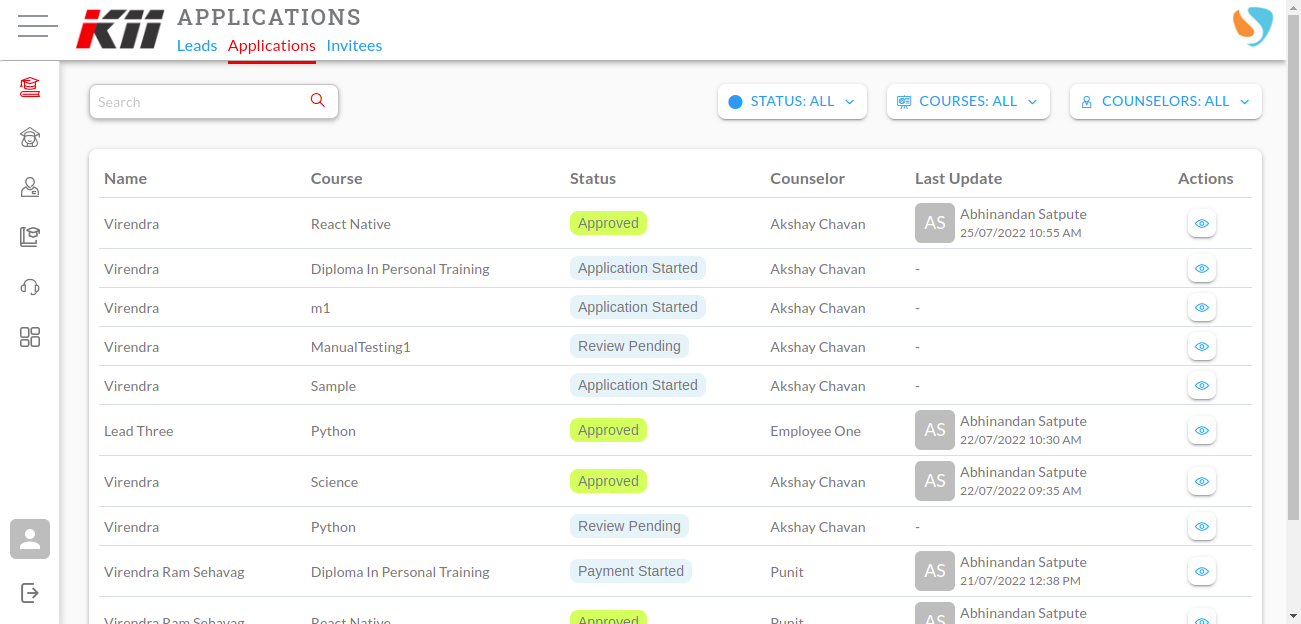 KII APPLICATIONS
Leads Applications Invitees
Search STATUS: ALL COURSES: ALL COUNSELORS: ALL
Name Course Status Counselor Last Update Actions
Virendra React Native Approved Akshay Chavan AS Abhinandan Satpute
25/07/2022 10:55 AM
Virendra Diploma In Personal Training Application Started Akshay Chavan -
Virendra m1 Application Started Akshay Chavan -
Virendra ManualTesting1 Review Pending Akshay Chavan -
Virendra Sample Application Started Akshay Chavan -
Lead Three Python Approved Employee One AS Abhinandan Satpute
22/07/2022 10:30 AM
Virendra Science Approved Akshay Chavan AS Abhinandan Satpute
22/07/2022 09:35 AM
Virendra Python Review Pending Akshay Chavan -
Virendra Ram Sehavag Diploma In Personal Training Payment Started Punit AS Abhinandan Satpute
21/07/2022 12:38 PM
Virendra Ram Sehavag React Native Approved Punit AS Abhinandan Satpute